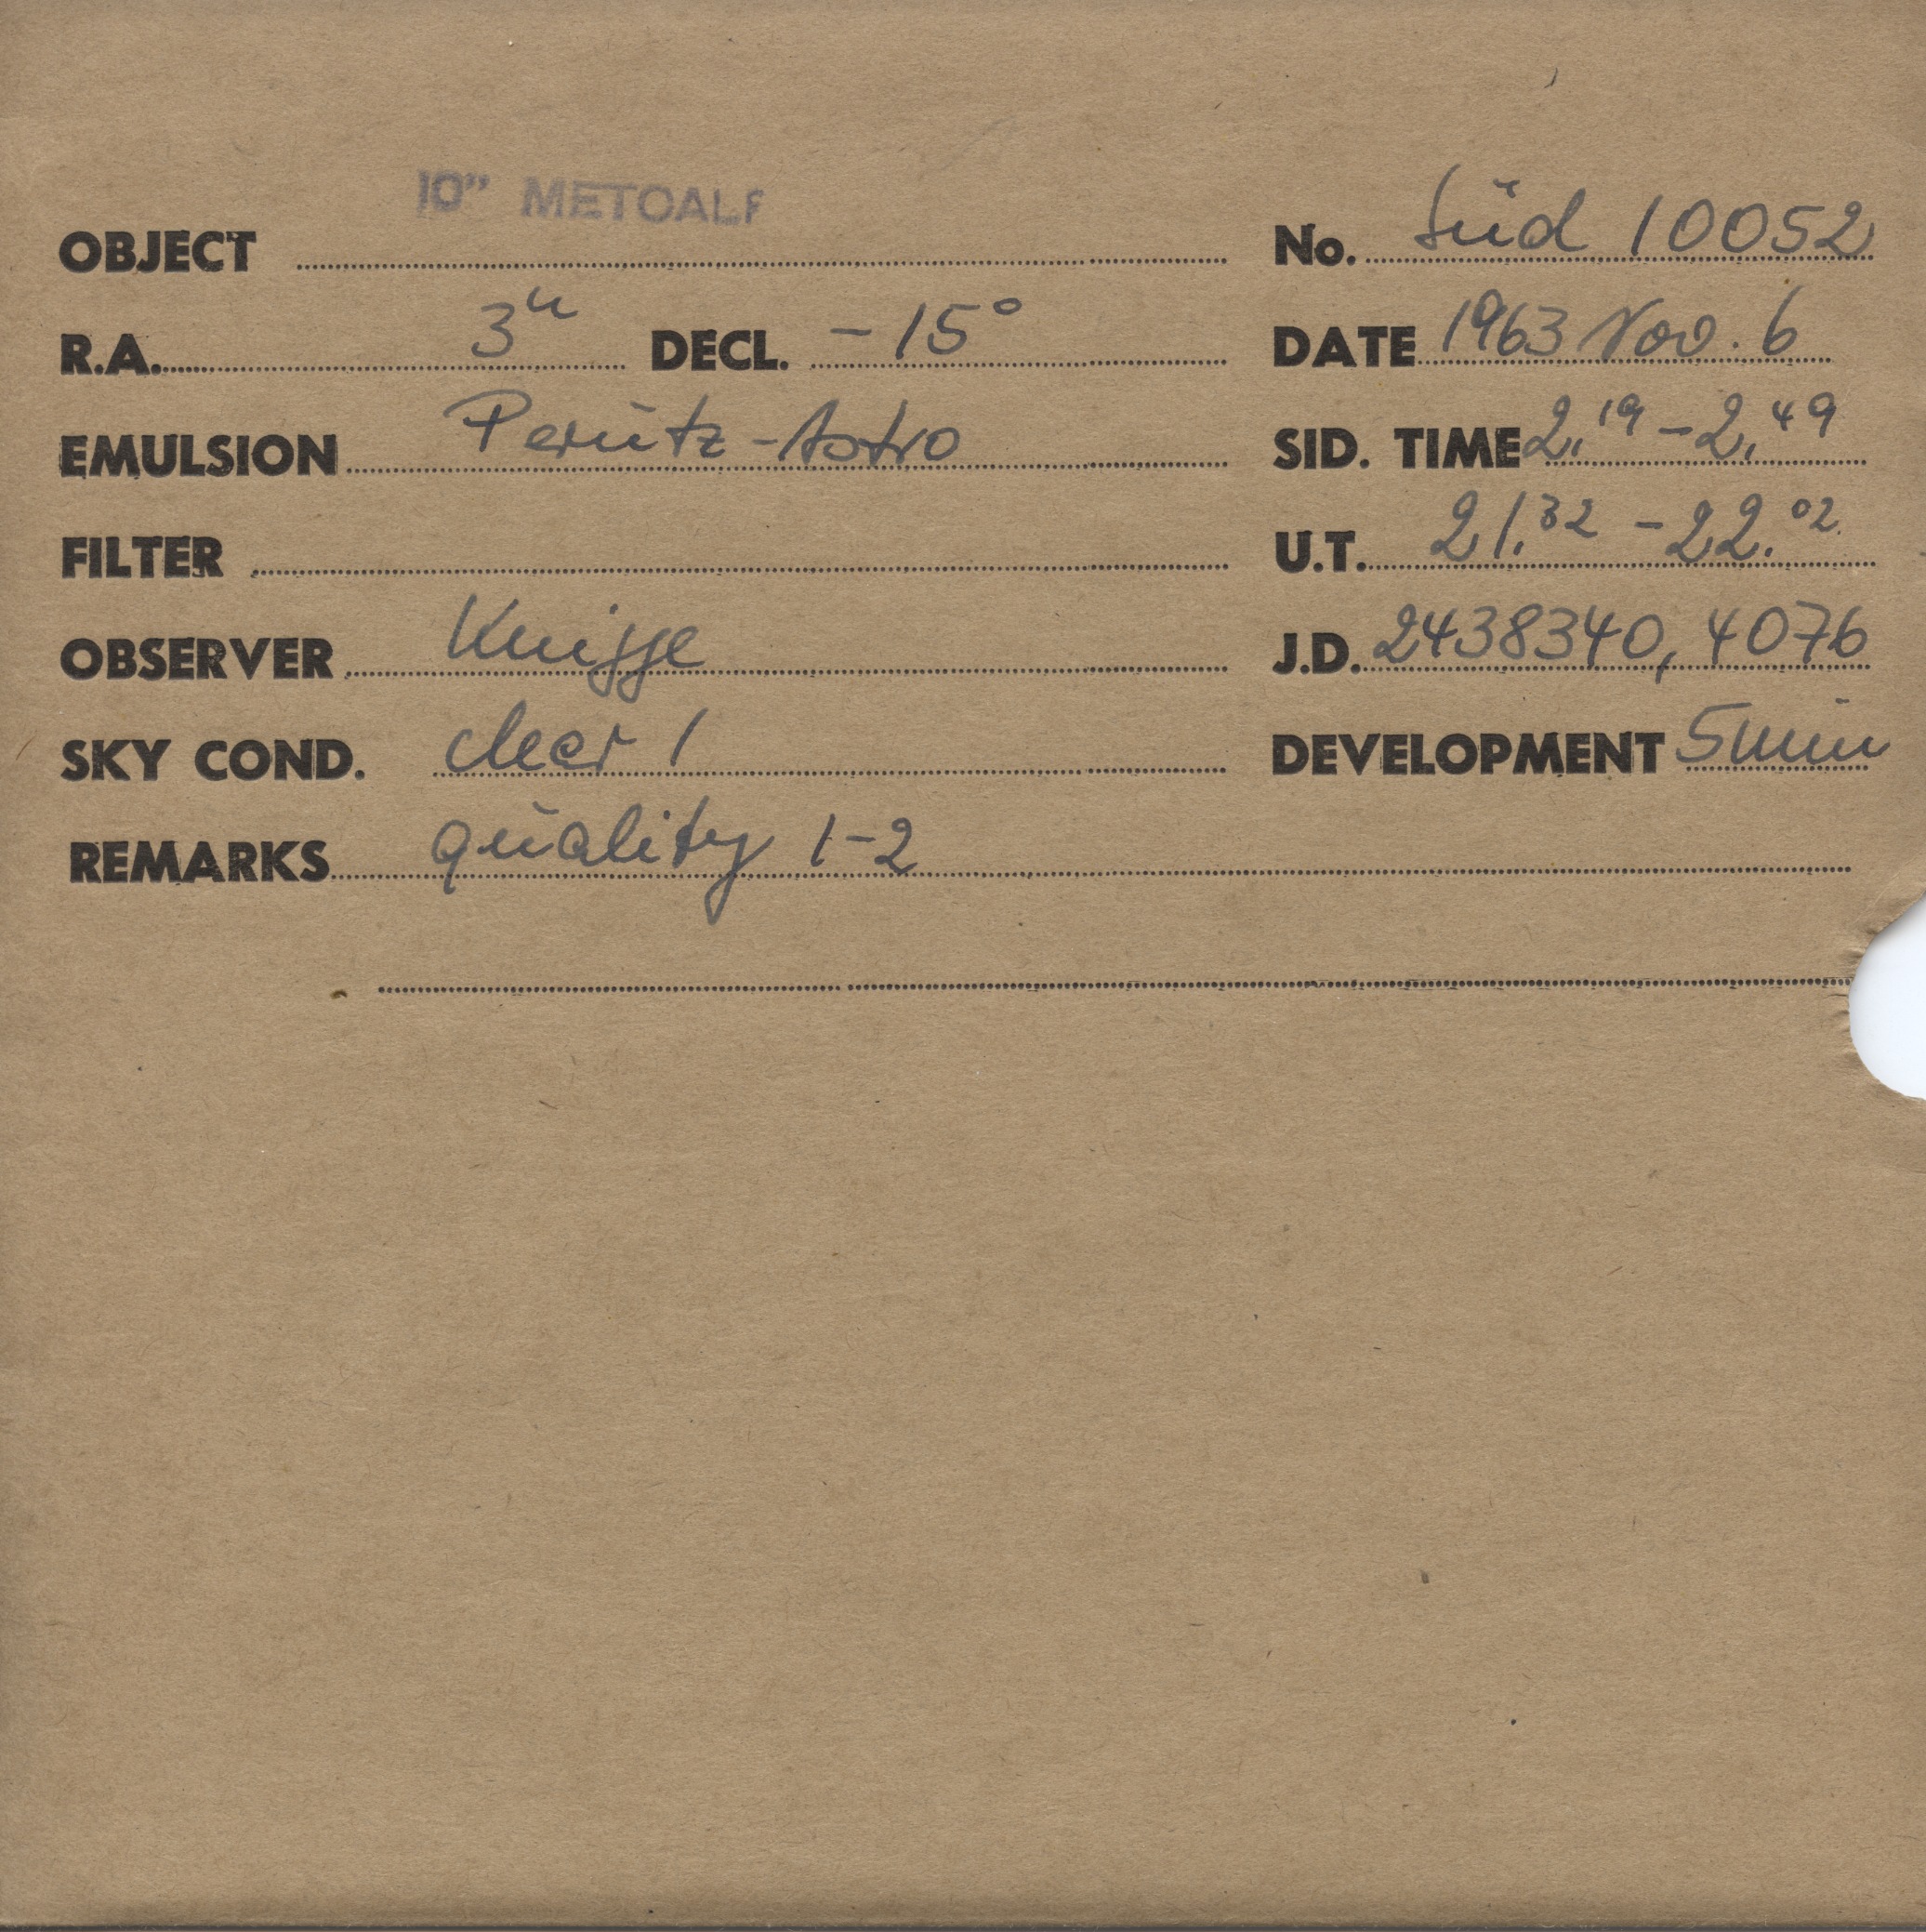 10" METCALF
OBJECT No. Süd 10052
R.A. 3h DECL. -15° DATE 1963 Nov. 6
EMULSION Perutz-Astro SID. TIME 2.19 - 2.49
FILTER U.T. 21.32 - 22.02
OBSERVER Knigge J.D. 2438340,4076
SKY COND. clear 1 DEVELOPMENT 5 min
REMARKS quality 1-2